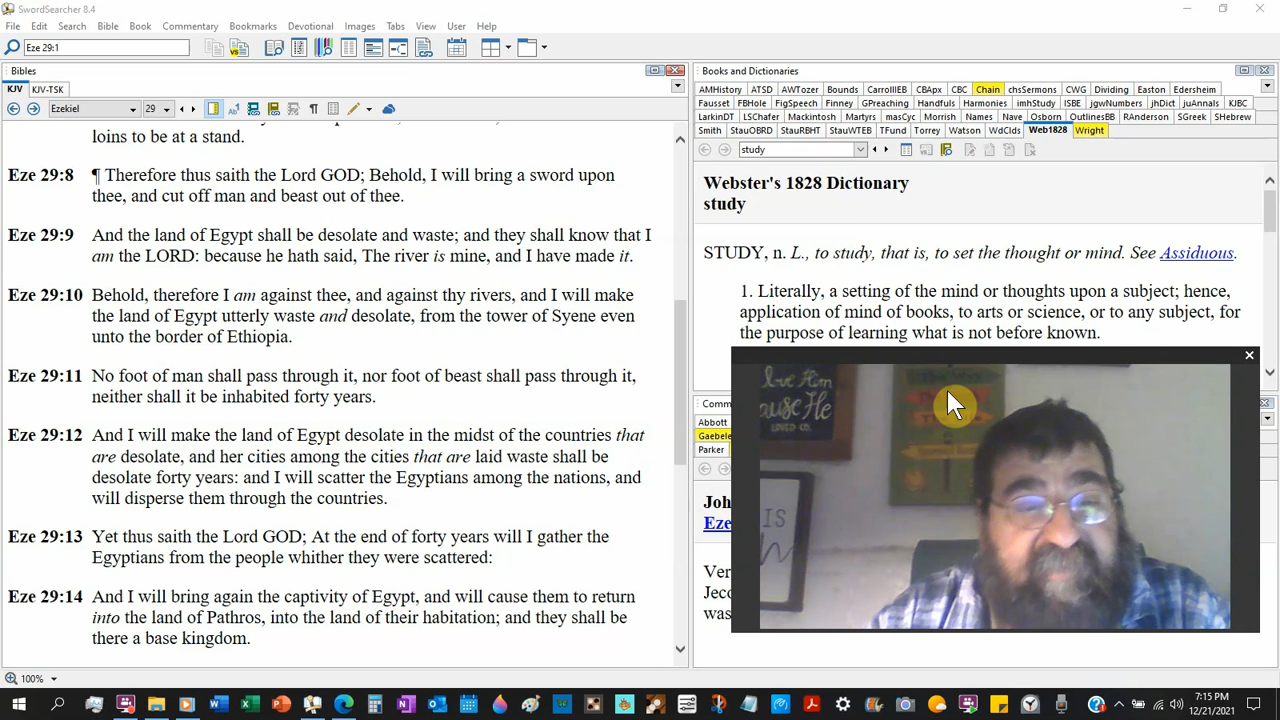 SwordSearcher 8.4
File Edit Search Bible Book Commentary Bookmarks Devotional Images Tabs View User Help
Eze 29:1
Bibles
KJV KJV-TSK
Ezekiel 29
loins to be at a stand.
Eze 29:8 ¶ Therefore thus saith the Lord GOD; Behold, I will bring a sword upon
thee, and cut off man and beast out of thee.
Eze 29:9 And the land of Egypt shall be desolate and waste; and they shall know that I
am the LORD: because he hath said, The river is mine, and I have made it.
Eze 29:10 Behold, therefore I am against thee, and against thy rivers, and I will make
the land of Egypt utterly waste and desolate, from the tower of Syene even
unto the border of Ethiopia.
Eze 29:11 No foot of man shall pass through it, nor foot of beast shall pass through it,
neither shall it be inhabited forty years.
Eze 29:12 And I will make the land of Egypt desolate in the midst of the countries that
are desolate, and her cities among the cities that are laid waste shall be
desolate forty years: and I will scatter the Egyptians among the nations, and
will disperse them through the countries.
Eze 29:13 Yet thus saith the Lord GOD; At the end of forty years will I gather the
Egyptians from the people whither they were scattered:
Eze 29:14 And I will bring again the captivity of Egypt, and will cause them to return
into the land of Pathros, into the land of their habitation; and they shall be
there a base kingdom.
100%
Books and Dictionaries
AMHistory ATSD AWTozer Bounds CarrollIEB CBApx CBC Chain chsSermons CWG Dividing Easton Edersheim
Fausset FBHole FigSpeech Finney GPreaching Handfuls Harmonies imhStudy ISBE jgwNumbers jhDict juAnnals KJBC
LarkinDT LSChafer Mackintosh Martyrs masCyc Morrish Names Nave Osborn OutlinesBB RAnderson SGreek SHebrew
Smith StauOBRD StauRBHT StauWTEB TFund Torrey Watson WdClds Web1828 Wright
study
Webster's 1828 Dictionary
study
STUDY, n. L., to study, that is, to set the thought or mind. See Assiduous.
1. Literally, a setting of the mind or thoughts upon a subject; hence,
application of mind of books, to arts or science, or to any subject, for
the purpose of learning what is not before known.
Comm
Abbott
Gaebele
Parker
Joh
Eze
Ver
Jeco
was
love Him
ause He
LOVED
IS
7:15 PM
12/21/2021